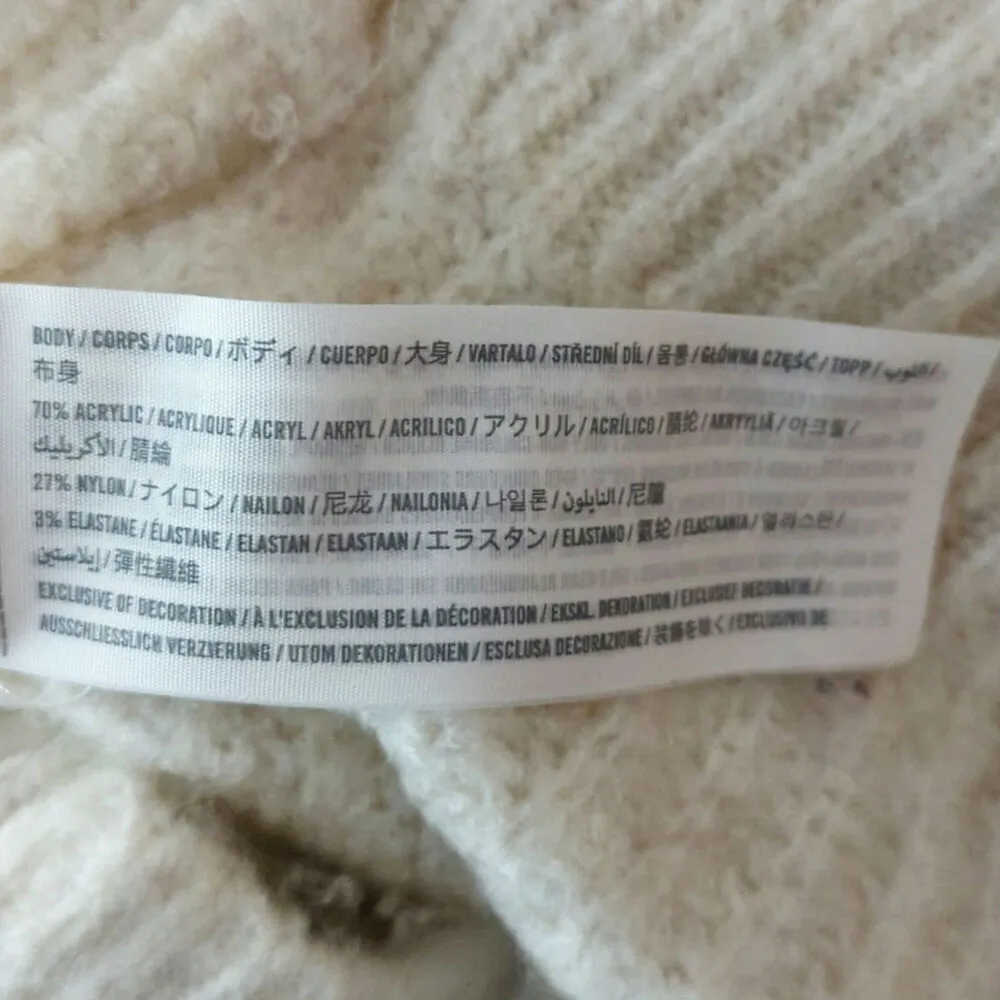 BODY / CORPS / CORPO / ボディ / CUERPO / 大身 / VARTALO / STŘEDNÍ DÍL / 몸통 / GŁÓWNA CZĘŚĆ / TOPP /
布身
70% ACRYLIC / ACRYLIQUE / ACRYL / AKRYL / ACRILICO / アクリル / ACRÍLICO / 腈纶 / AKRYYLIÄ / 아크릴 /
الأكريليك / 腈綸
27% NYLON / ナイロン / NAILON / 尼龙 / NAILONIA / 나일론 / النايلون / 尼龍
3% ELASTANE / ÉLASTANE / ELASTAN / ELASTAAN / エラスタン / ELASTANO / 氨纶 / ELASTAANIA / 엘라스탄 /
إيلاستين / 彈性纖維
EXCLUSIVE OF DECORATION / À L'EXCLUSION DE LA DÉCORATION / EKSKL. DEKORATION / EXCLUSIEF DECORATIE /
AUSSCHLIESSLICH VERZIERUNG / UTOM DEKORATIONEN / ESCLUSA DECORAZIONE / 装飾を除く / EXCLUSIVO DE